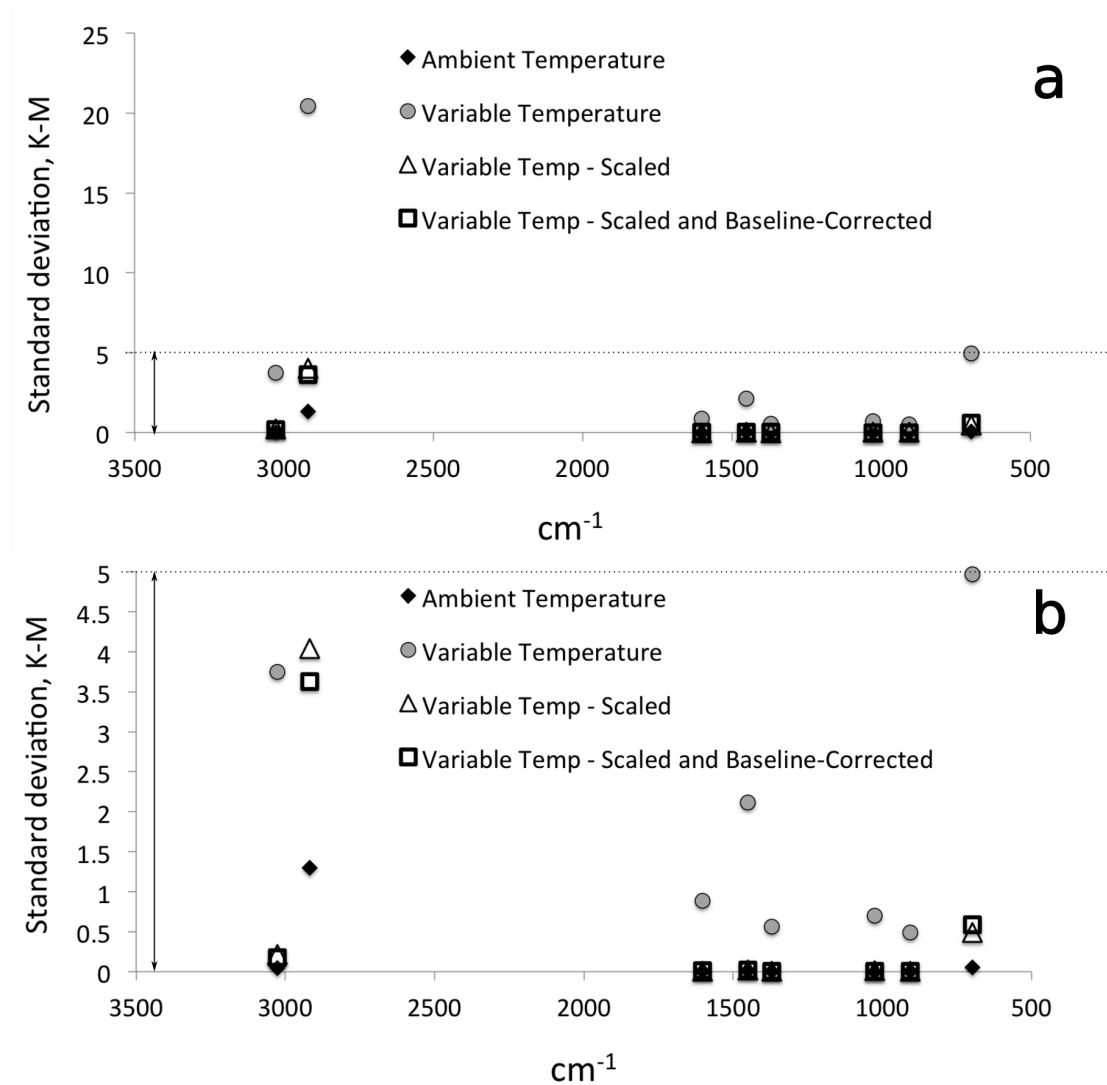 25
20
15
10
5
0
Standard deviation, K-M
Ambient Temperature
Variable Temperature
Variable Temp - Scaled
Variable Temp - Scaled and Baseline-Corrected
a
3500 3000 2500 2000 1500 1000 500
cm-1
5
4.5
4
3.5
3
2.5
2
1.5
1
0.5
0
Standard deviation, K-M
Ambient Temperature
Variable Temperature
Variable Temp - Scaled
Variable Temp - Scaled and Baseline-Corrected
b
3500 3000 2500 2000 1500 1000 500
cm-1